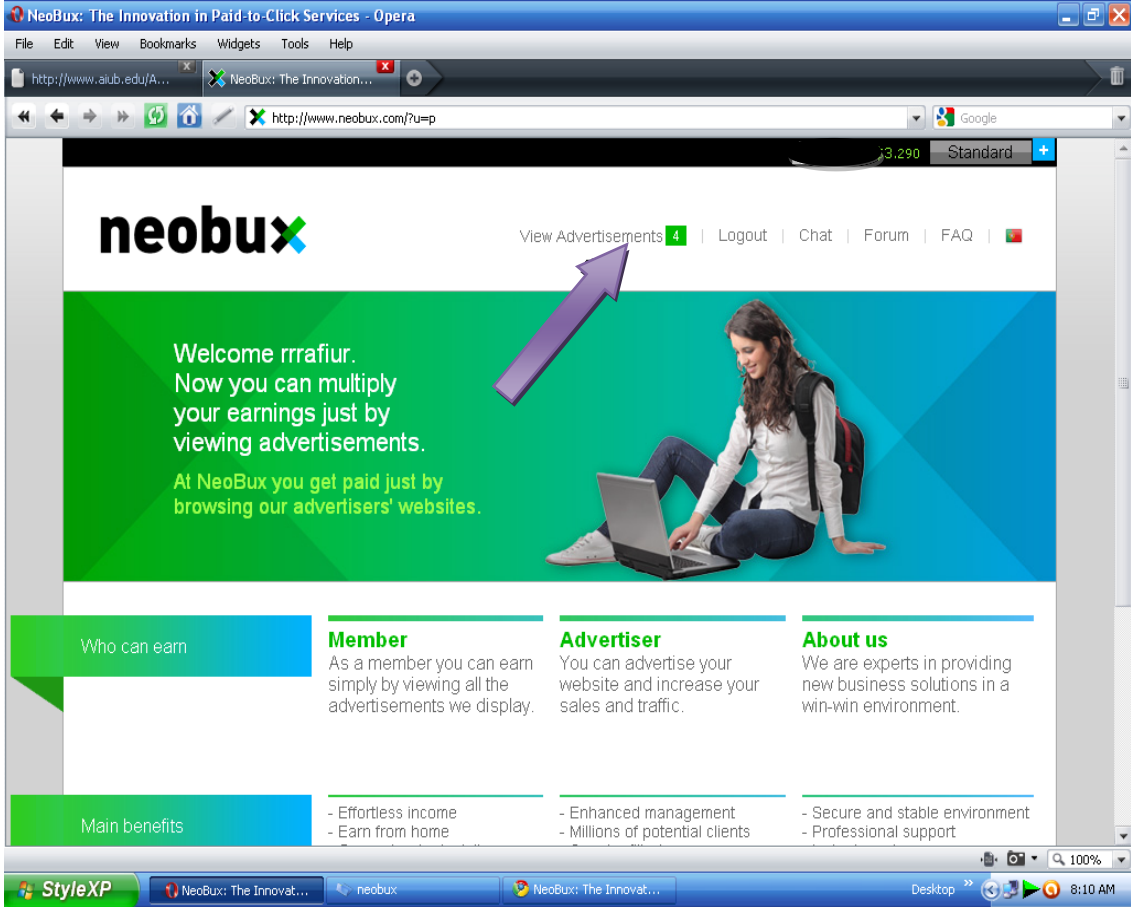 NeoBux: The Innovation in Paid-to-Click Services - Opera
File Edit View Bookmarks Widgets Tools Help
http://www.aiub.edu/A... NeoBux: The Innovation...
http://www.neobux.com/?u=p Google
3.290 Standard +
neobux
View Advertisements 4 | Logout | Chat | Forum | FAQ |
Welcome rrrafiur.
Now you can multiply
your earnings just by
viewing advertisements.
At NeoBux you get paid just by
browsing our advertisers' websites.
Who can earn
Member
As a member you can earn
simply by viewing all the
advertisements we display.
Advertiser
You can advertise your
website and increase your
sales and traffic.
About us
We are experts in providing
new business solutions in a
win-win environment.
Main benefits
- Effortless income
- Earn from home
- Enhanced management
- Millions of potential clients
- Secure and stable environment
- Professional support
100%
StyleXP NeoBux: The Innovat... neobux NeoBux: The Innovat... Desktop » 8:10 AM